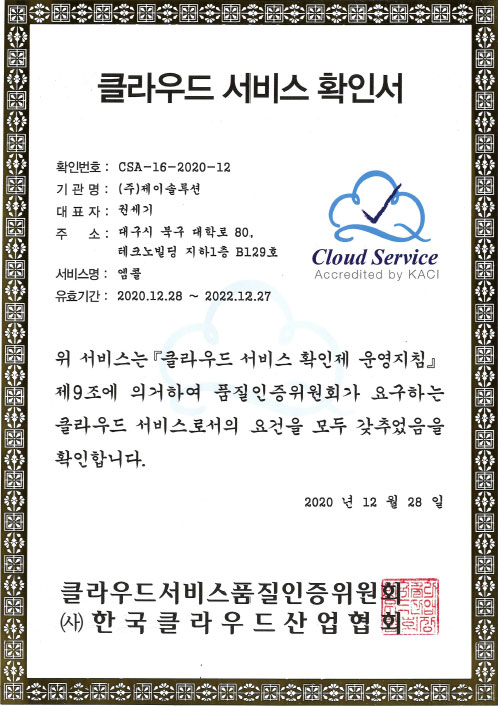 클라우드 서비스 확인서
확인번호 : CSA-16-2020-12
기 관 명 : (주)제이솔루션
대 표 자 : 권세기
주 소 : 대구시 북구 대학로 80,
테크노빌딩 지하1층 B129호
서비스명 : 엠콜
유효기간 : 2020.12.28 ~ 2022.12.27
Cloud Service
Accredited by KACI
위 서비스는『클라우드 서비스 확인제 운영지침』
제9조에 의거하여 품질인증위원회가 요구하는
클라우드 서비스로서의 요건을 모두 갖추었음을
확인합니다.
2020 년 12 월 28 일
클라우드서비스품질인증위원회
㈔한국클라우드산업협회